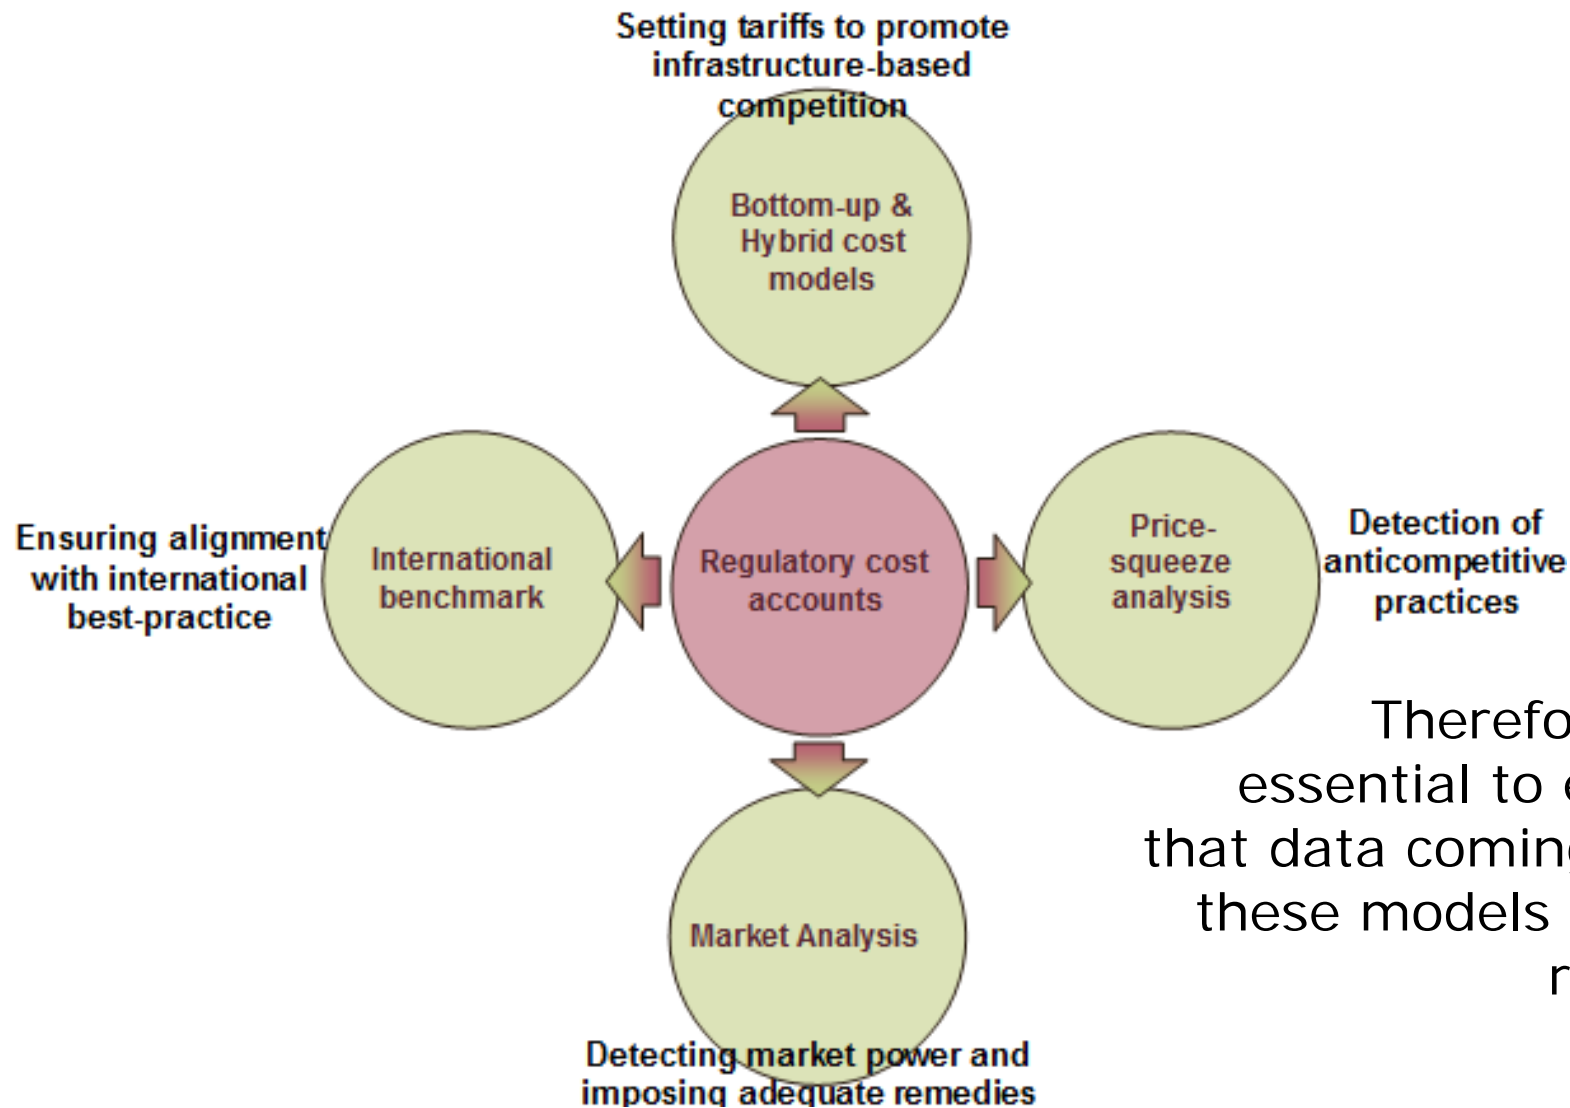 Setting tariffs to promote
infrastructure-based
competition
Bottom-up &
Hybrid cost
models
Ensuring alignment
with international
best-practice
International
benchmark
Regulatory cost
accounts
Price-
squeeze
analysis
Detection of
anticompetitive
practices
Market Analysis
Detecting market power and
imposing adequate remedies
Therefo
essential to e
that data coming
these models
r